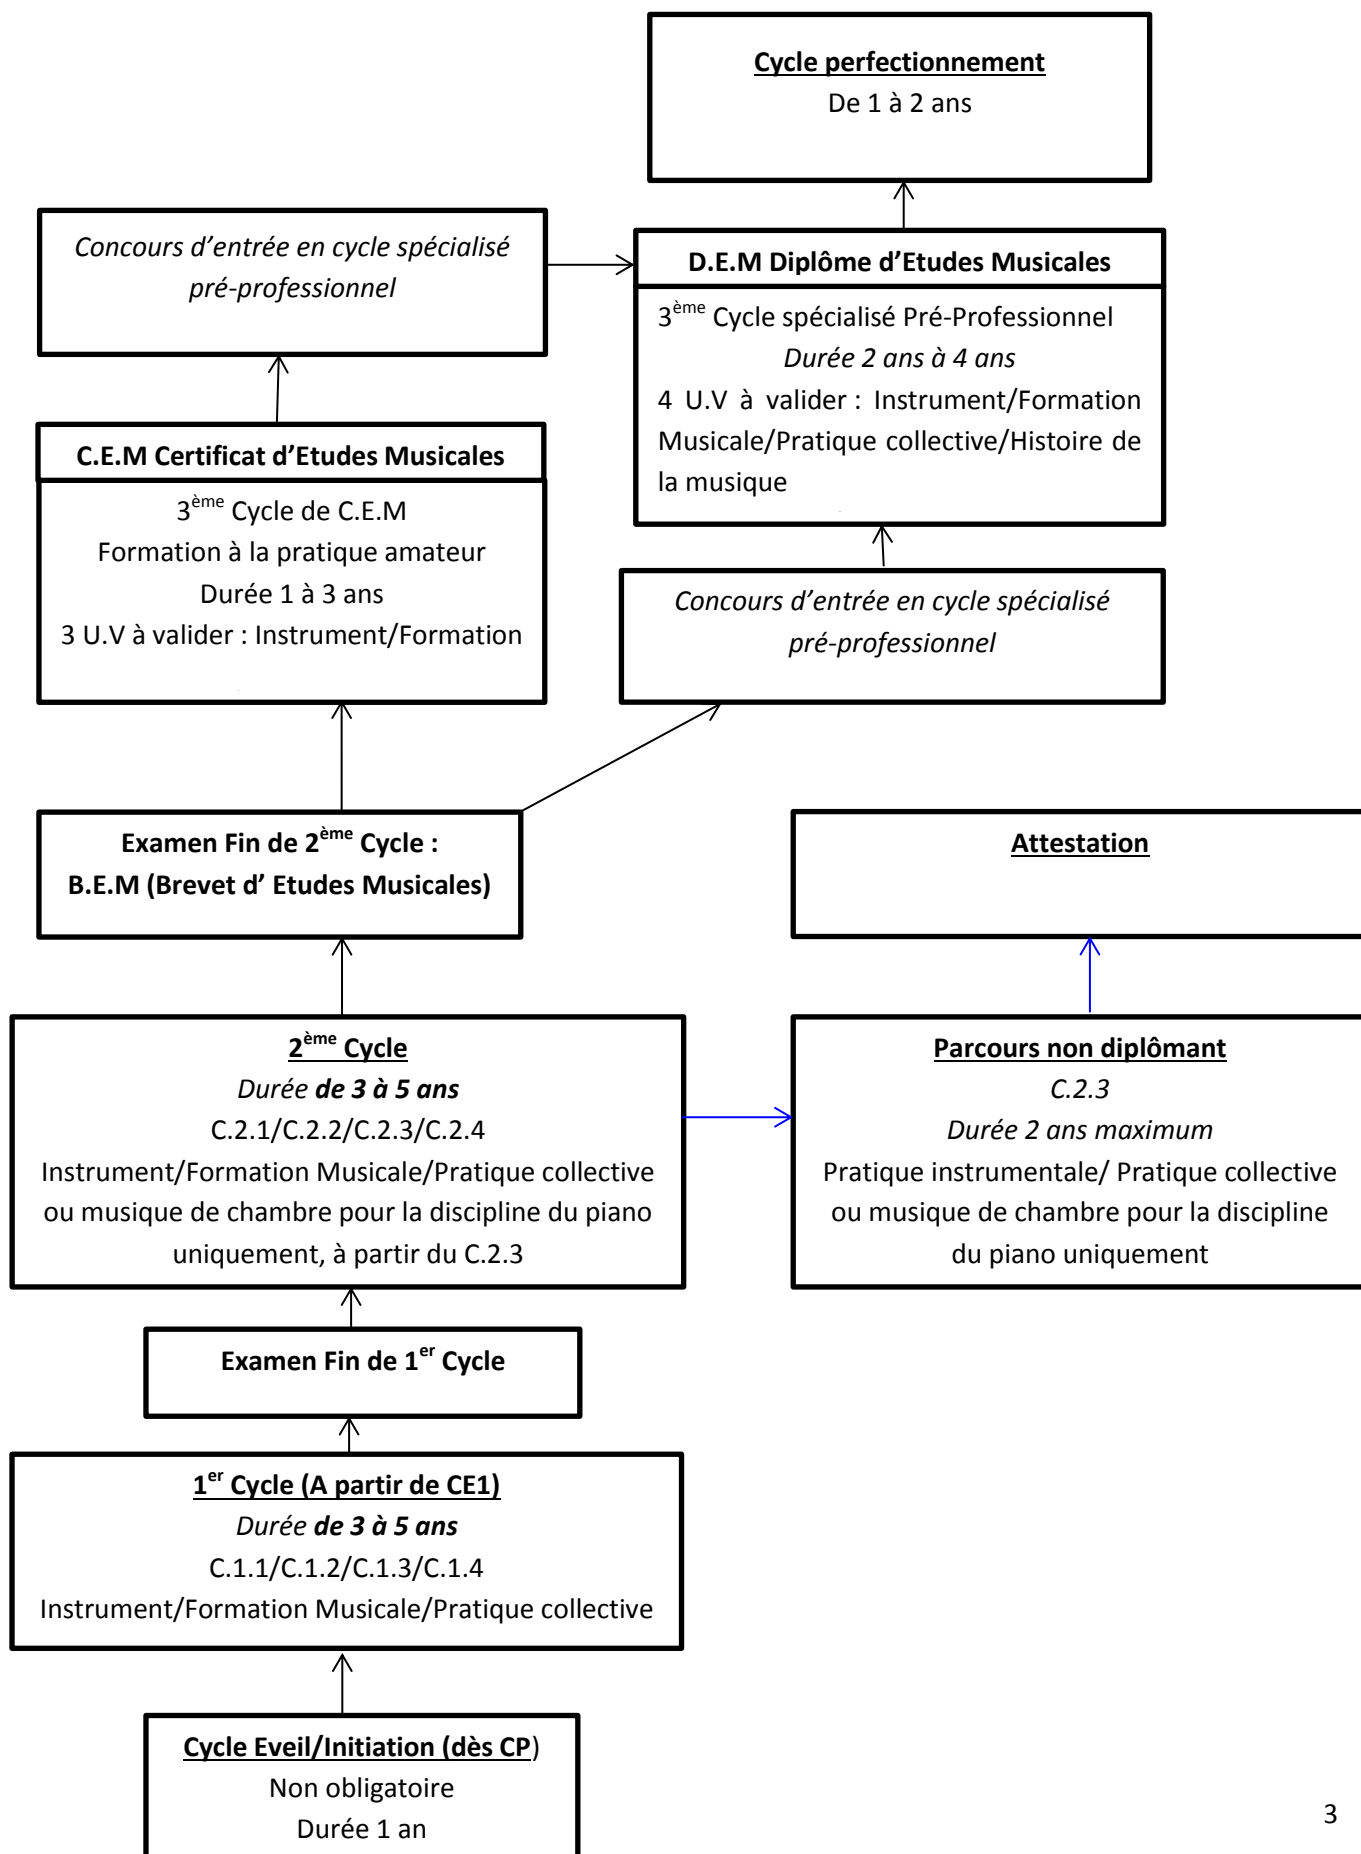 Cycle perfectionnement
De 1 à 2 ans
Concours d’entrée en cycle spécialisé
pré-professionnel
D.E.M Diplôme d’Etudes Musicales
3ème Cycle spécialisé Pré-Professionnel
Durée 2 ans à 4 ans
4 U.V à valider : Instrument/Formation
Musicale/Pratique collective/Histoire de
la musique
C.E.M Certificat d’Etudes Musicales
3ème Cycle de C.E.M
Formation à la pratique amateur
Durée 1 à 3 ans
3 U.V à valider : Instrument/Formation
Concours d’entrée en cycle spécialisé
pré-professionnel
Examen Fin de 2ème Cycle :
B.E.M (Brevet d’ Etudes Musicales)
Attestation
2ème Cycle
Durée de 3 à 5 ans
C.2.1/C.2.2/C.2.3/C.2.4
Instrument/Formation Musicale/Pratique collective
ou musique de chambre pour la discipline du piano
uniquement, à partir du C.2.3
Parcours non diplômant
C.2.3
Durée 2 ans maximum
Pratique instrumentale/ Pratique collective
ou musique de chambre pour la discipline
du piano uniquement
Examen Fin de 1er Cycle
1er Cycle (A partir de CE1)
Durée de 3 à 5 ans
C.1.1/C.1.2/C.1.3/C.1.4
Instrument/Formation Musicale/Pratique collective
Cycle Eveil/Initiation (dès CP)
Non obligatoire
Durée 1 an
3